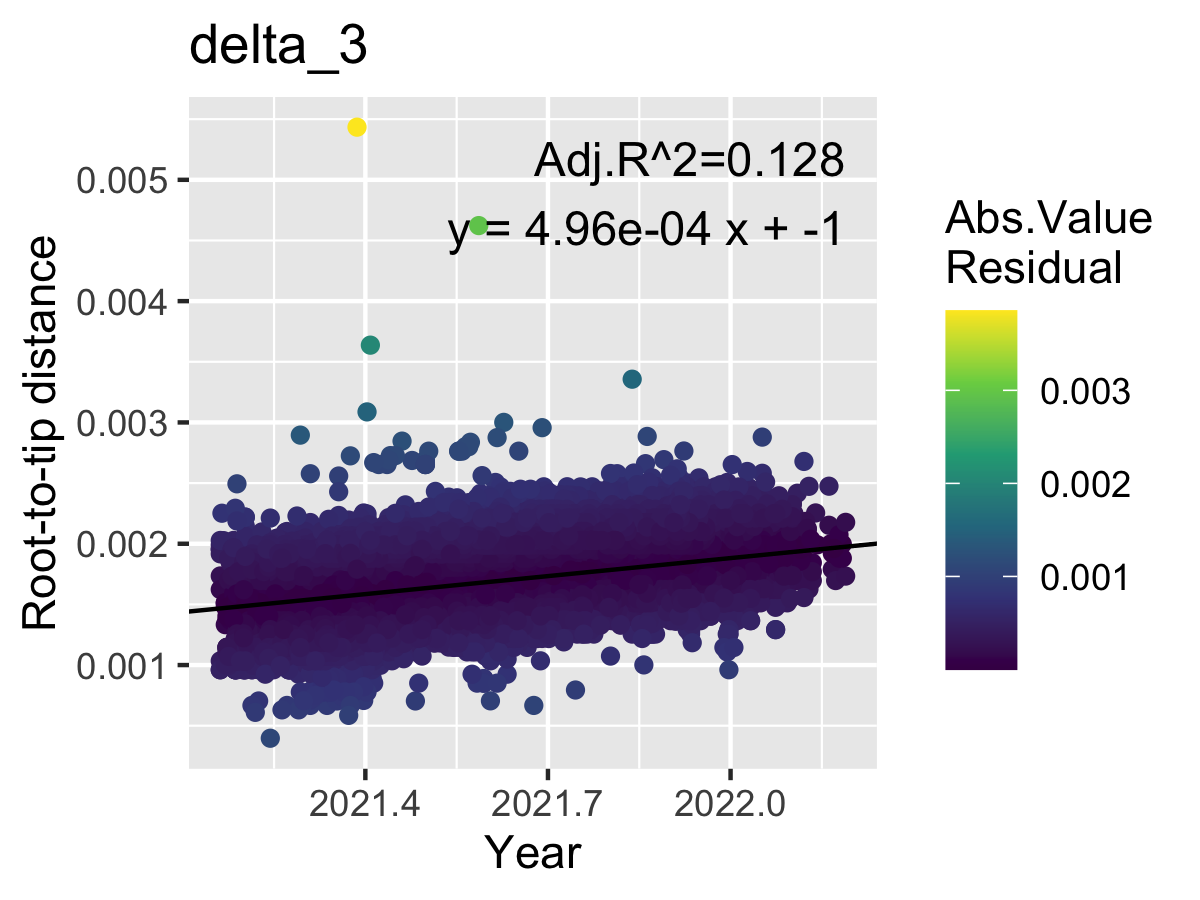 delta_3
Adj.R^2=0.128
y = 4.96e-04 x + -1
0.005
0.004
0.003
0.002
0.001
Root-to-tip distance
2021.4 2021.7 2022.0
Year
Abs.Value
Residual
0.003
0.002
0.001